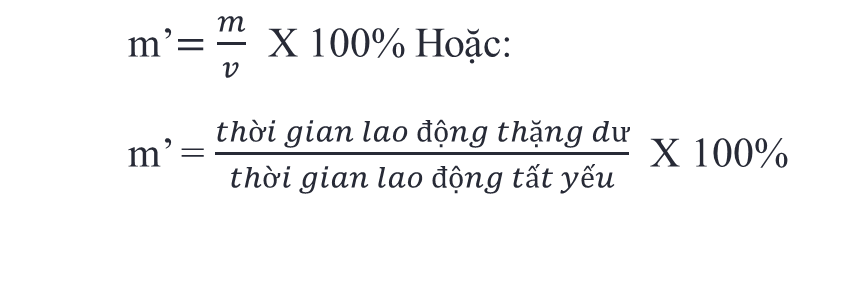 m’= m/v X 100% Hoặc:
m’ = thời gian lao động thặng dư / thời gian lao động tất yếu X 100%